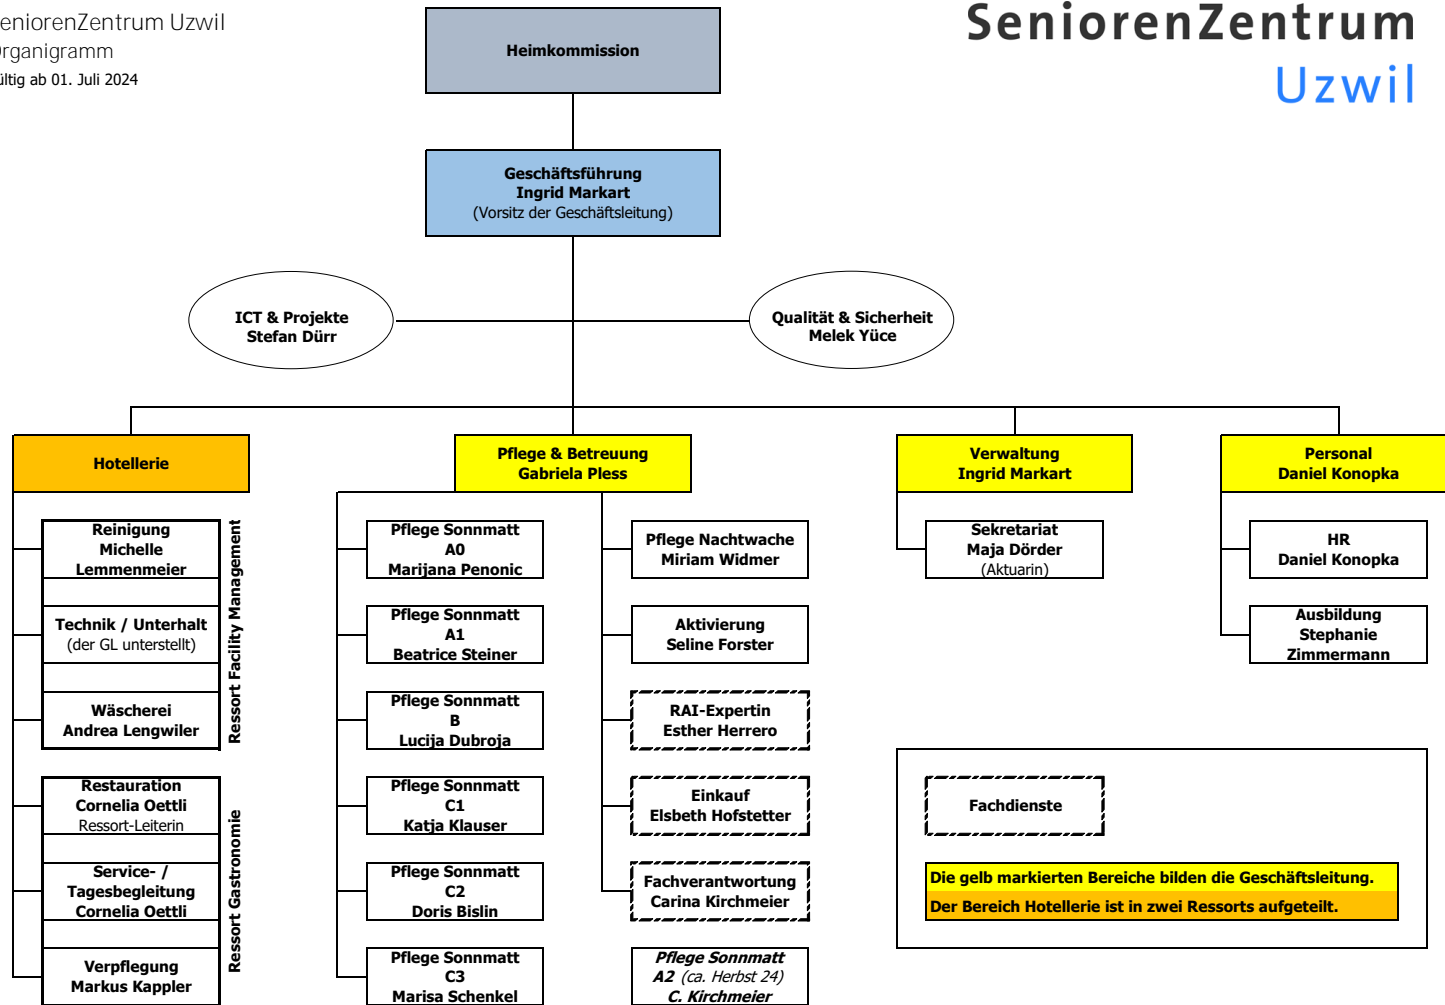 eniorenZentrum Uzwil
rganigramm
ültig ab 01. Juli 2024
SeniorenZentrum
Uzwil
Heimkommission
Geschäftsführung
Ingrid Markart
(Vorsitz der Geschäftsleitung)
ICT & Projekte
Stefan Dürr
Qualität & Sicherheit
Melek Yüce
Hotellerie
Pflege & Betreuung
Gabriela Pless
Verwaltung
Ingrid Markart
Personal
Daniel Konopka
Reinigung
Michelle
Lemmenmeier
Technik / Unterhalt
(der GL unterstellt)
Wäscherei
Andrea Lengwiler
Ressort Facility Management
Restauration
Cornelia Oettli
Ressort-Leiterin
Service- /
Tagesbegleitung
Cornelia Oettli
Verpflegung
Markus Kappler
Ressort Gastronomie
Pflege Sonnmatt
A0
Marijana Penonic
Pflege Sonnmatt
A1
Beatrice Steiner
Pflege Sonnmatt
B
Lucija Dubroja
Pflege Sonnmatt
C1
Katja Klauser
Pflege Sonnmatt
C2
Doris Bislin
Pflege Sonnmatt
C3
Marisa Schenkel
Pflege Nachtwache
Miriam Widmer
Aktivierung
Seline Forster
RAI-Expertin
Esther Herrero
Einkauf
Elsbeth Hofstetter
Fachverantwortung
Carina Kirchmeier
Pflege Sonnmatt
A2 (ca. Herbst 24)
C. Kirchmeier
Sekretariat
Maja Dörder
(Aktuarin)
HR
Daniel Konopka
Ausbildung
Stephanie
Zimmermann
Fachdienste
Die gelb markierten Bereiche bilden die Geschäftsleitung.
Der Bereich Hotellerie ist in zwei Ressorts aufgeteilt.